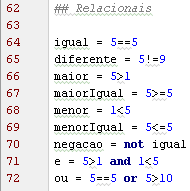 62 ## Relacionais
63
64 igual = 5==5
65 diferente = 5!=9
66 maior = 5>1
67 maiorIgual = 5>=5
68 menor = 1<5
69 menorIgual = 5<=5
70 negacao = not igual
71 e = 5>1 and 1<5
72 ou = 5==5 or 5>10